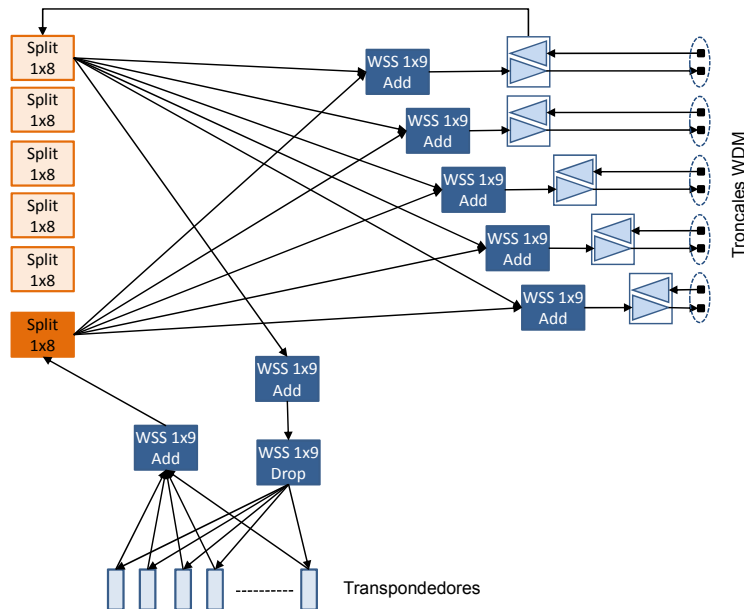 Split
1x8
Split
1x8
Split
1x8
Split
1x8
Split
1x8
Split
1x8
WSS 1x9
Add
WSS 1x9
Add
WSS 1x9
Add
WSS 1x9
Add
WSS 1x9
Add
Troncales WDM
WSS 1x9
Add
WSS 1x9
Add
WSS 1x9
Drop
Transpondedores